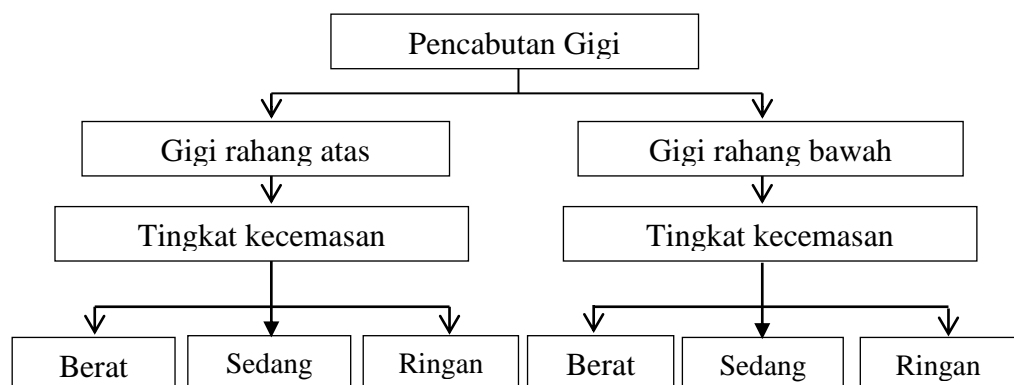 Pencabutan Gigi
Gigi rahang atas
Gigi rahang bawah
Tingkat kecemasan
Tingkat kecemasan
Berat
Sedang
Ringan
Berat
Sedang
Ringan